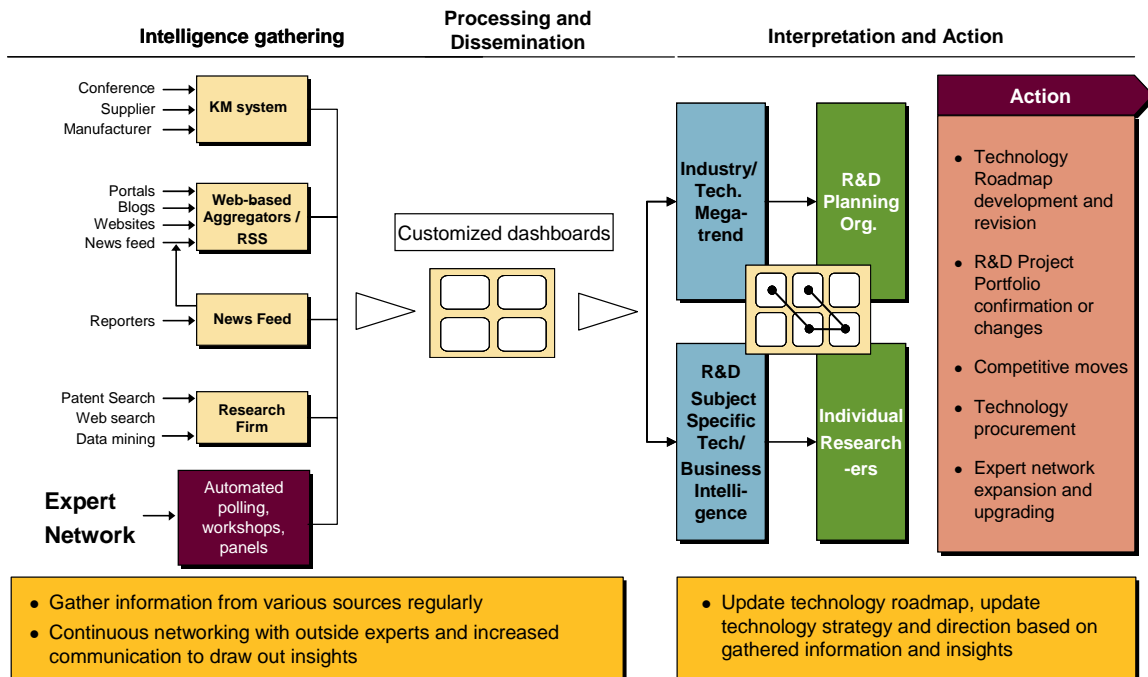 Intelligence gathering
Processing and
Dissemination
Interpretation and Action
Conference
Supplier
Manufacturer
KM system
Portals
Blogs
Websites
News feed
Web-based
Aggregators /
RSS
Reporters
News Feed
Patent Search
Web search
Data mining
Research
Firm
Expert
Network
Automated
polling,
workshops,
panels
Customized dashboards
Industry/
Tech.
Mega-
trend
R&D
Planning
Org.
R&D
Subject
Specific
Tech/
Business
Intelli-
gence
Individual
Research
-ers
Action
• Technology
Roadmap
development and
revision
• R&D Project
Portfolio
confirmation or
changes
• Competitive moves
• Technology
procurement
• Expert network
expansion and
upgrading
• Gather information from various sources regularly
• Continuous networking with outside experts and increased
communication to draw out insights
• Update technology roadmap, update
technology strategy and direction based on
gathered information and insights